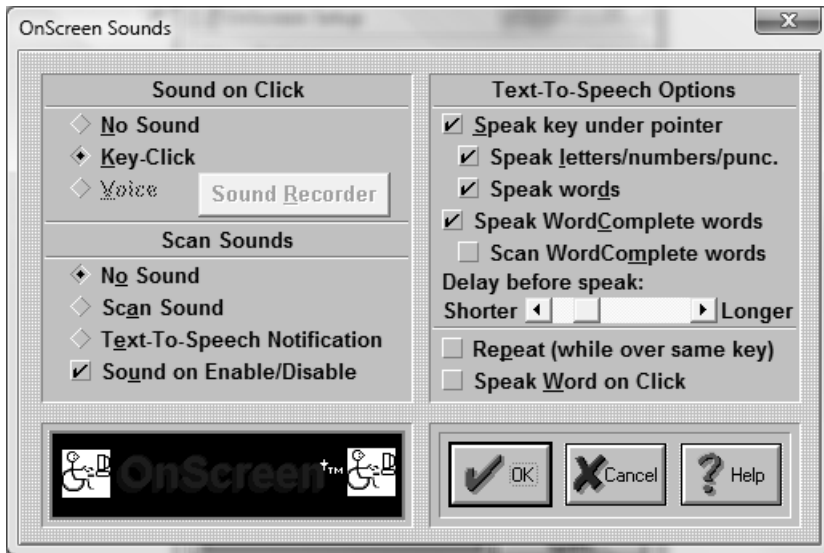 OnScreen Setup
OnScreen Sounds
Sound on Click
No Sound
Key-Click
Voice
Sound Recorder
Scan Sounds
No Sound
Scan Sound
Text-To-Speech Notification
Sound on Enable/Disable
Text-To-Speech Options
Speak key under pointer
Speak letters/numbers/punc.
Speak words
Speak WordComplete words
Scan WordComplete words
Delay before speak:
Shorter Longer
Repeat (while over same key)
Speak Word on Click
OnScreen™
OK Cancel Help